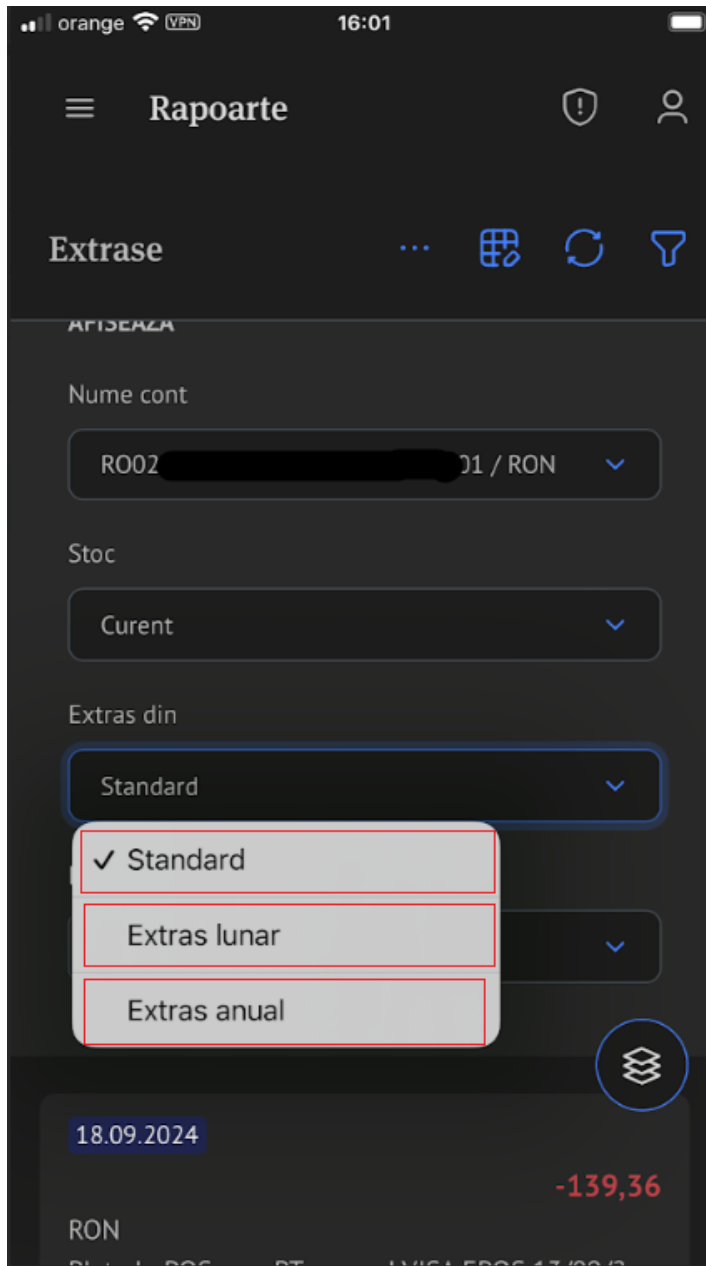 orange VPN 16:01
Rapoarte
Extrase
AFISEAZA
Nume cont
RO02 01 / RON
Stoc
Curent
Extras din
Standard
✓ Standard
Extras lunar
Extras anual
18.09.2024
-139,36
RON